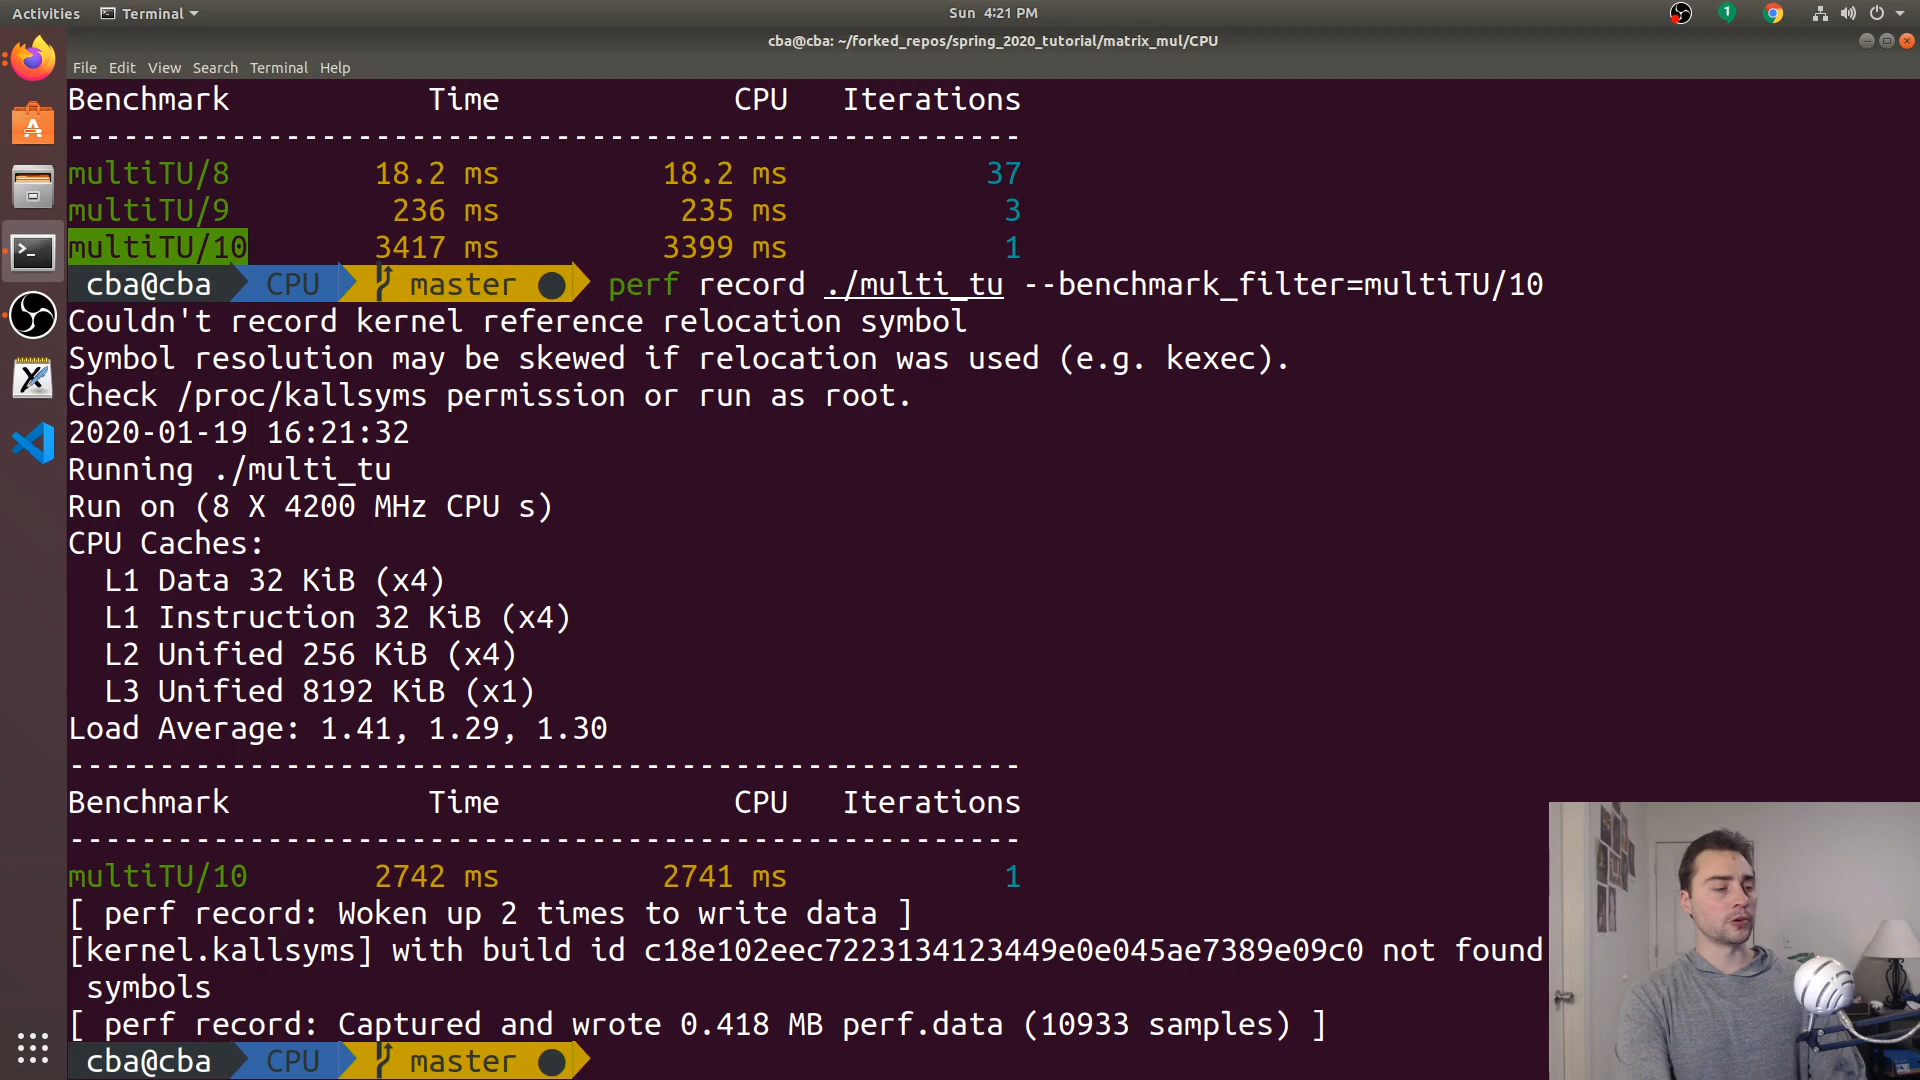 Activities Terminal Sun 4:21 PM 1
cba@cba: ~/forked_repos/spring_2020_tutorial/matrix_mul/CPU
File Edit View Search Terminal Help
Benchmark Time CPU Iterations
-----------------------------------------------------
multiTU/8 18.2 ms 18.2 ms 37
multiTU/9 236 ms 235 ms 3
multiTU/10 3417 ms 3399 ms 1
cba@cba CPU master ● perf record ./multi_tu --benchmark_filter=multiTU/10
Couldn't record kernel reference relocation symbol
Symbol resolution may be skewed if relocation was used (e.g. kexec).
Check /proc/kallsyms permission or run as root.
2020-01-19 16:21:32
Running ./multi_tu
Run on (8 X 4200 MHz CPU s)
CPU Caches:
L1 Data 32 KiB (x4)
L1 Instruction 32 KiB (x4)
L2 Unified 256 KiB (x4)
L3 Unified 8192 KiB (x1)
Load Average: 1.41, 1.29, 1.30
-----------------------------------------------------
Benchmark Time CPU Iterations
-----------------------------------------------------
multiTU/10 2742 ms 2741 ms 1
[ perf record: Woken up 2 times to write data ]
[kernel.kallsyms] with build id c18e102eec7223134123449e0e045ae7389e09c0 not found
symbols
[ perf record: Captured and wrote 0.418 MB perf.data (10933 samples) ]
cba@cba CPU master ●